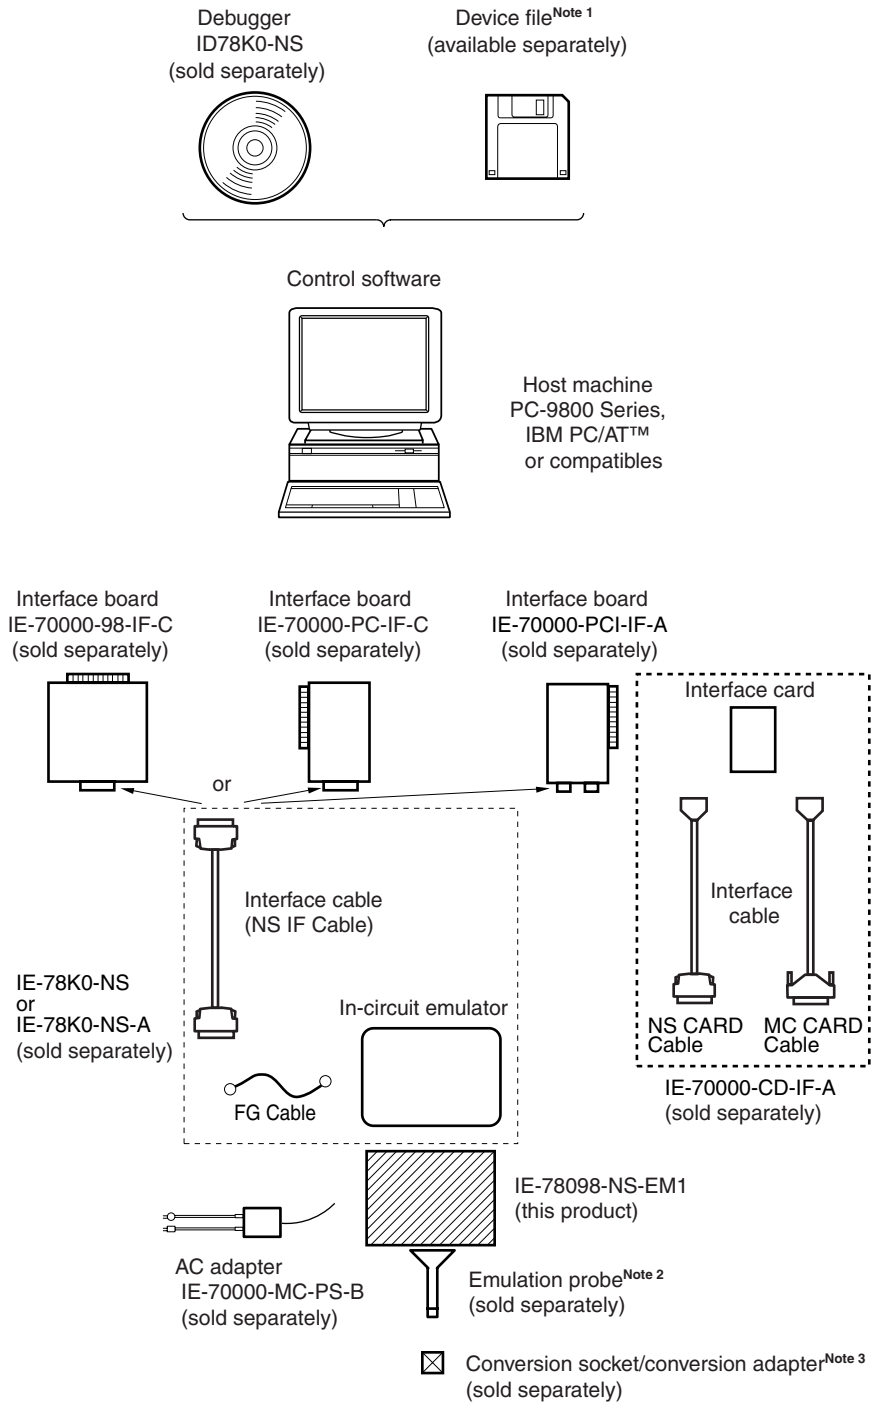 Debugger
ID78K0-NS
(sold separately)
Device file Note 1
(available separately)
Control software
Host machine
PC-9800 Series,
IBM PC/AT™
or compatibles
Interface board
IE-70000-98-IF-C
(sold separately)
Interface board
IE-70000-PC-IF-C
(sold separately)
Interface board
IE-70000-PCI-IF-A
(sold separately)
Interface card
or
Interface cable
(NS IF Cable)
Interface
cable
IE-78K0-NS
or
IE-78K0-NS-A
(sold separately)
In-circuit emulator
FG Cable
NS CARD
Cable
MC CARD
Cable
IE-70000-CD-IF-A
(sold separately)
IE-78098-NS-EM1
(this product)
AC adapter
IE-70000-MC-PS-B
(sold separately)
Emulation probe Note 2
(sold separately)
Conversion socket/conversion adapter Note 3
(sold separately)